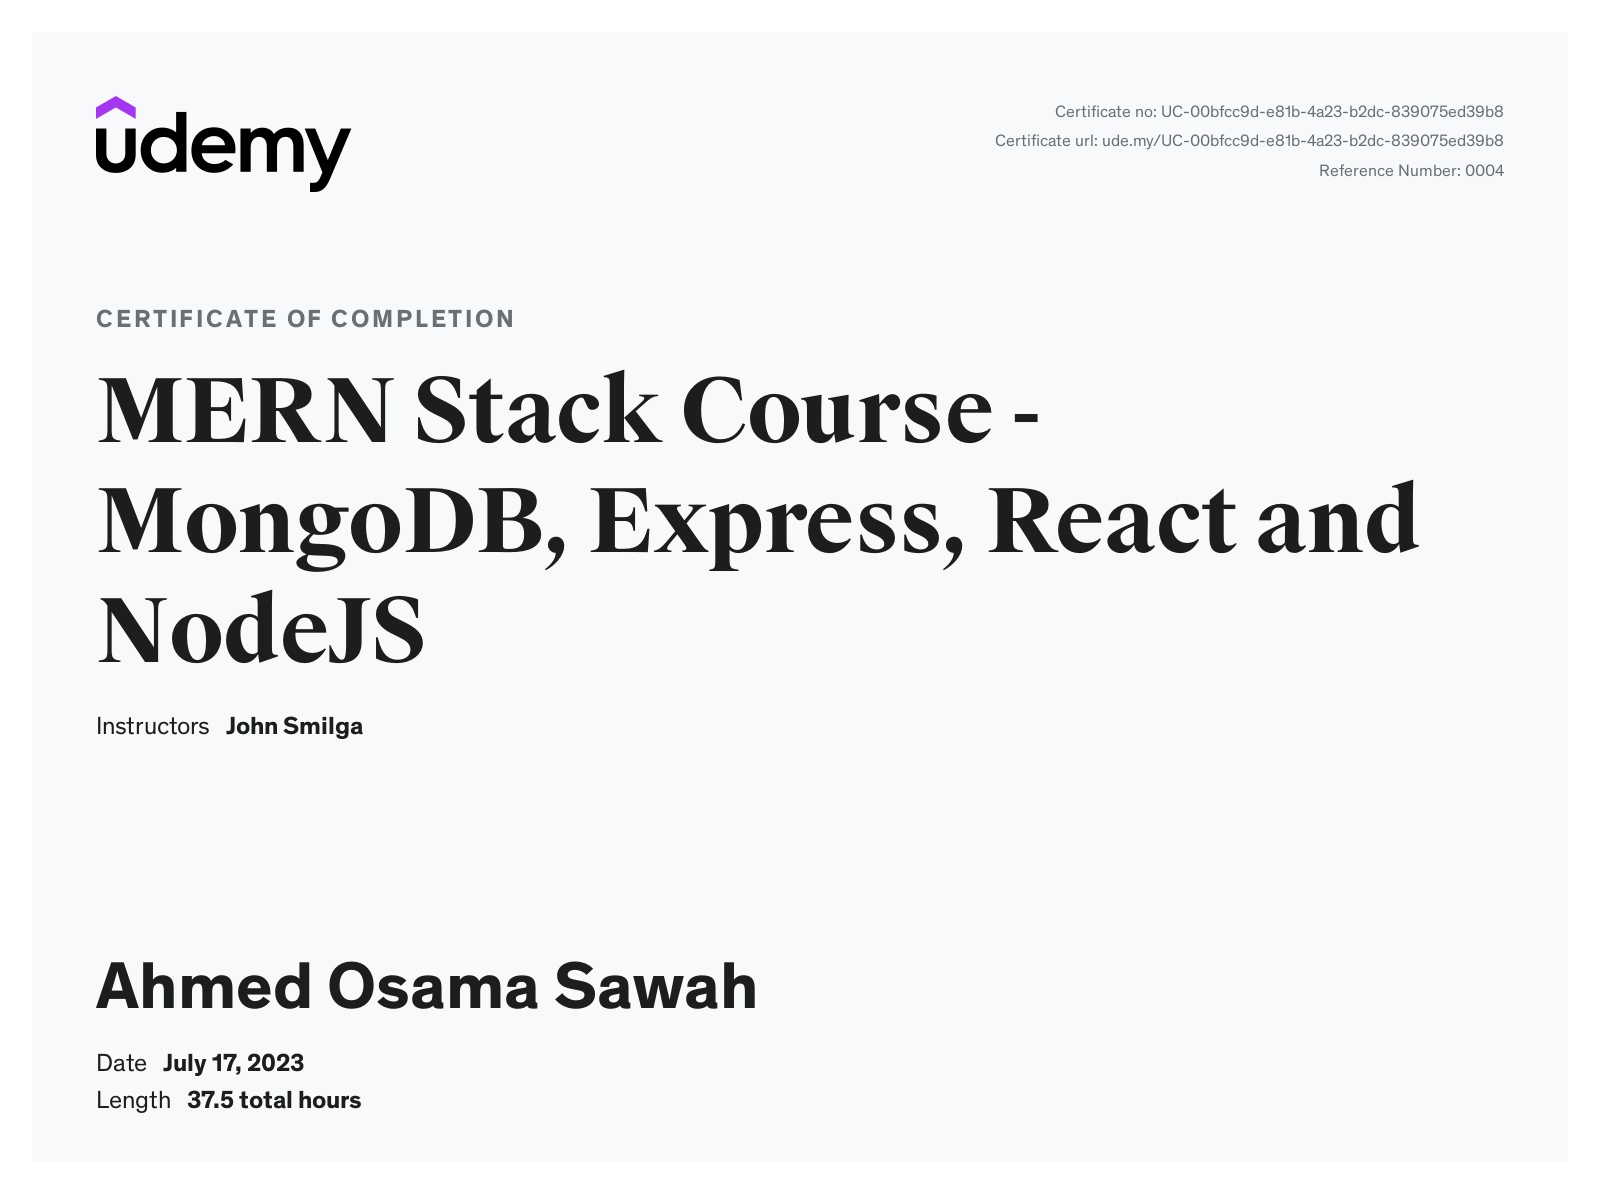 udemy
Certificate no: UC-00bfcc9d-e81b-4a23-b2dc-839075ed39b8
Certificate url: ude.my/UC-00bfcc9d-e81b-4a23-b2dc-839075ed39b8
Reference Number: 0004
CERTIFICATE OF COMPLETION
MERN Stack Course -
MongoDB, Express, React and
NodeJS
Instructors John Smilga
Ahmed Osama Sawah
Date July 17, 2023
Length 37.5 total hours